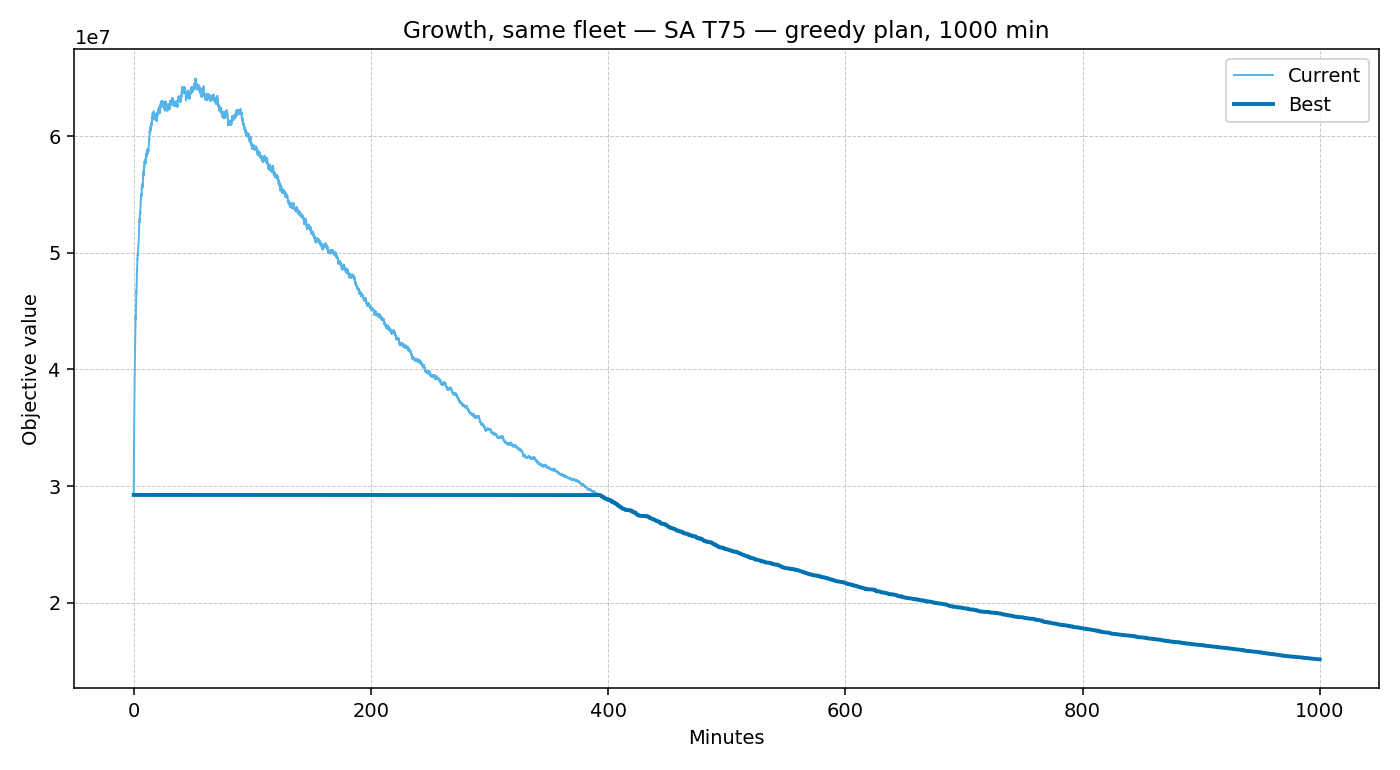 Growth, same fleet — SA T75 — greedy plan, 1000 min
1e7
Current
Best
6
5
4
3
2
Objective value
0 200 400 600 800 1000
Minutes